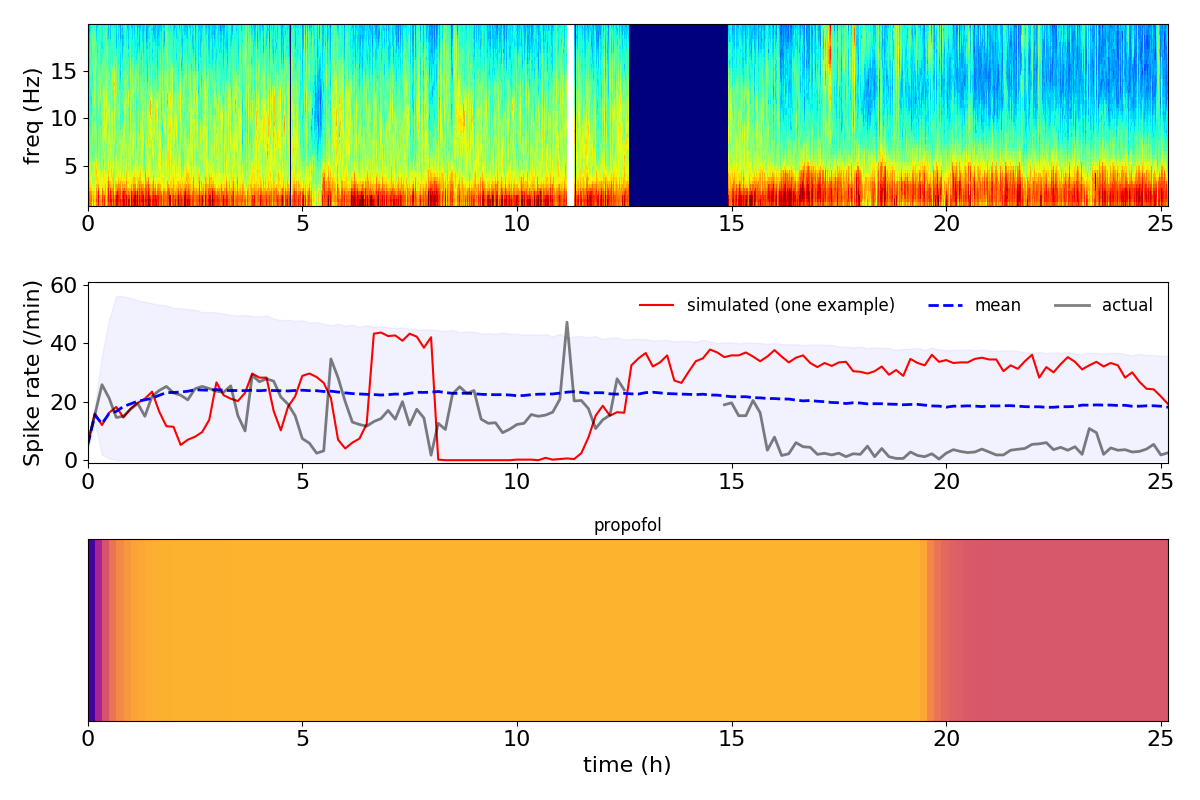 freq (Hz)
15
10
5
0 5 10 15 20 25
Spike rate (/min)
60
40
20
0
simulated (one example) mean actual
0 5 10 15 20 25
propofol
0 5 10 15 20 25
time (h)